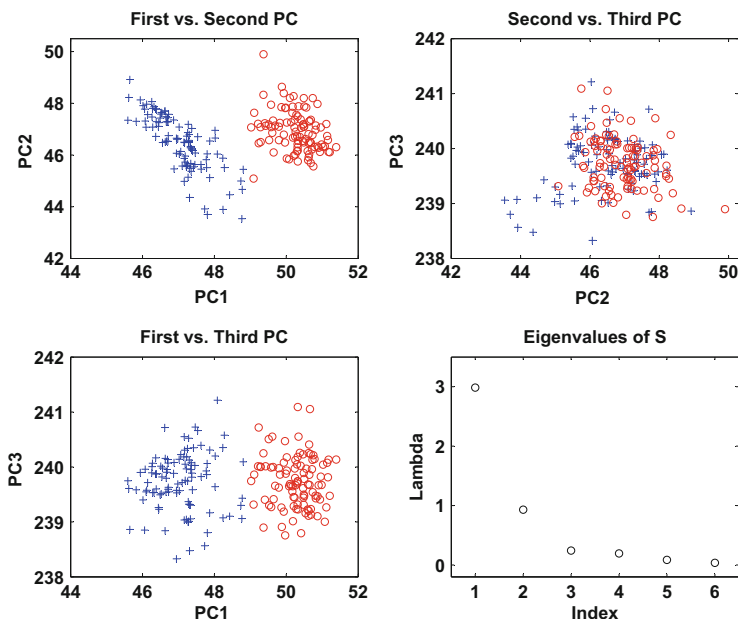 First vs. Second PC
50
48
46
44
42
PC2
44 46 48 50 52
PC1
Second vs. Third PC
242
241
240
239
238
PC3
42 44 46 48 50
PC2
First vs. Third PC
242
241
240
239
238
PC3
44 46 48 50 52
PC1
Eigenvalues of S
3
2
1
0
Lambda
1 2 3 4 5 6
Index